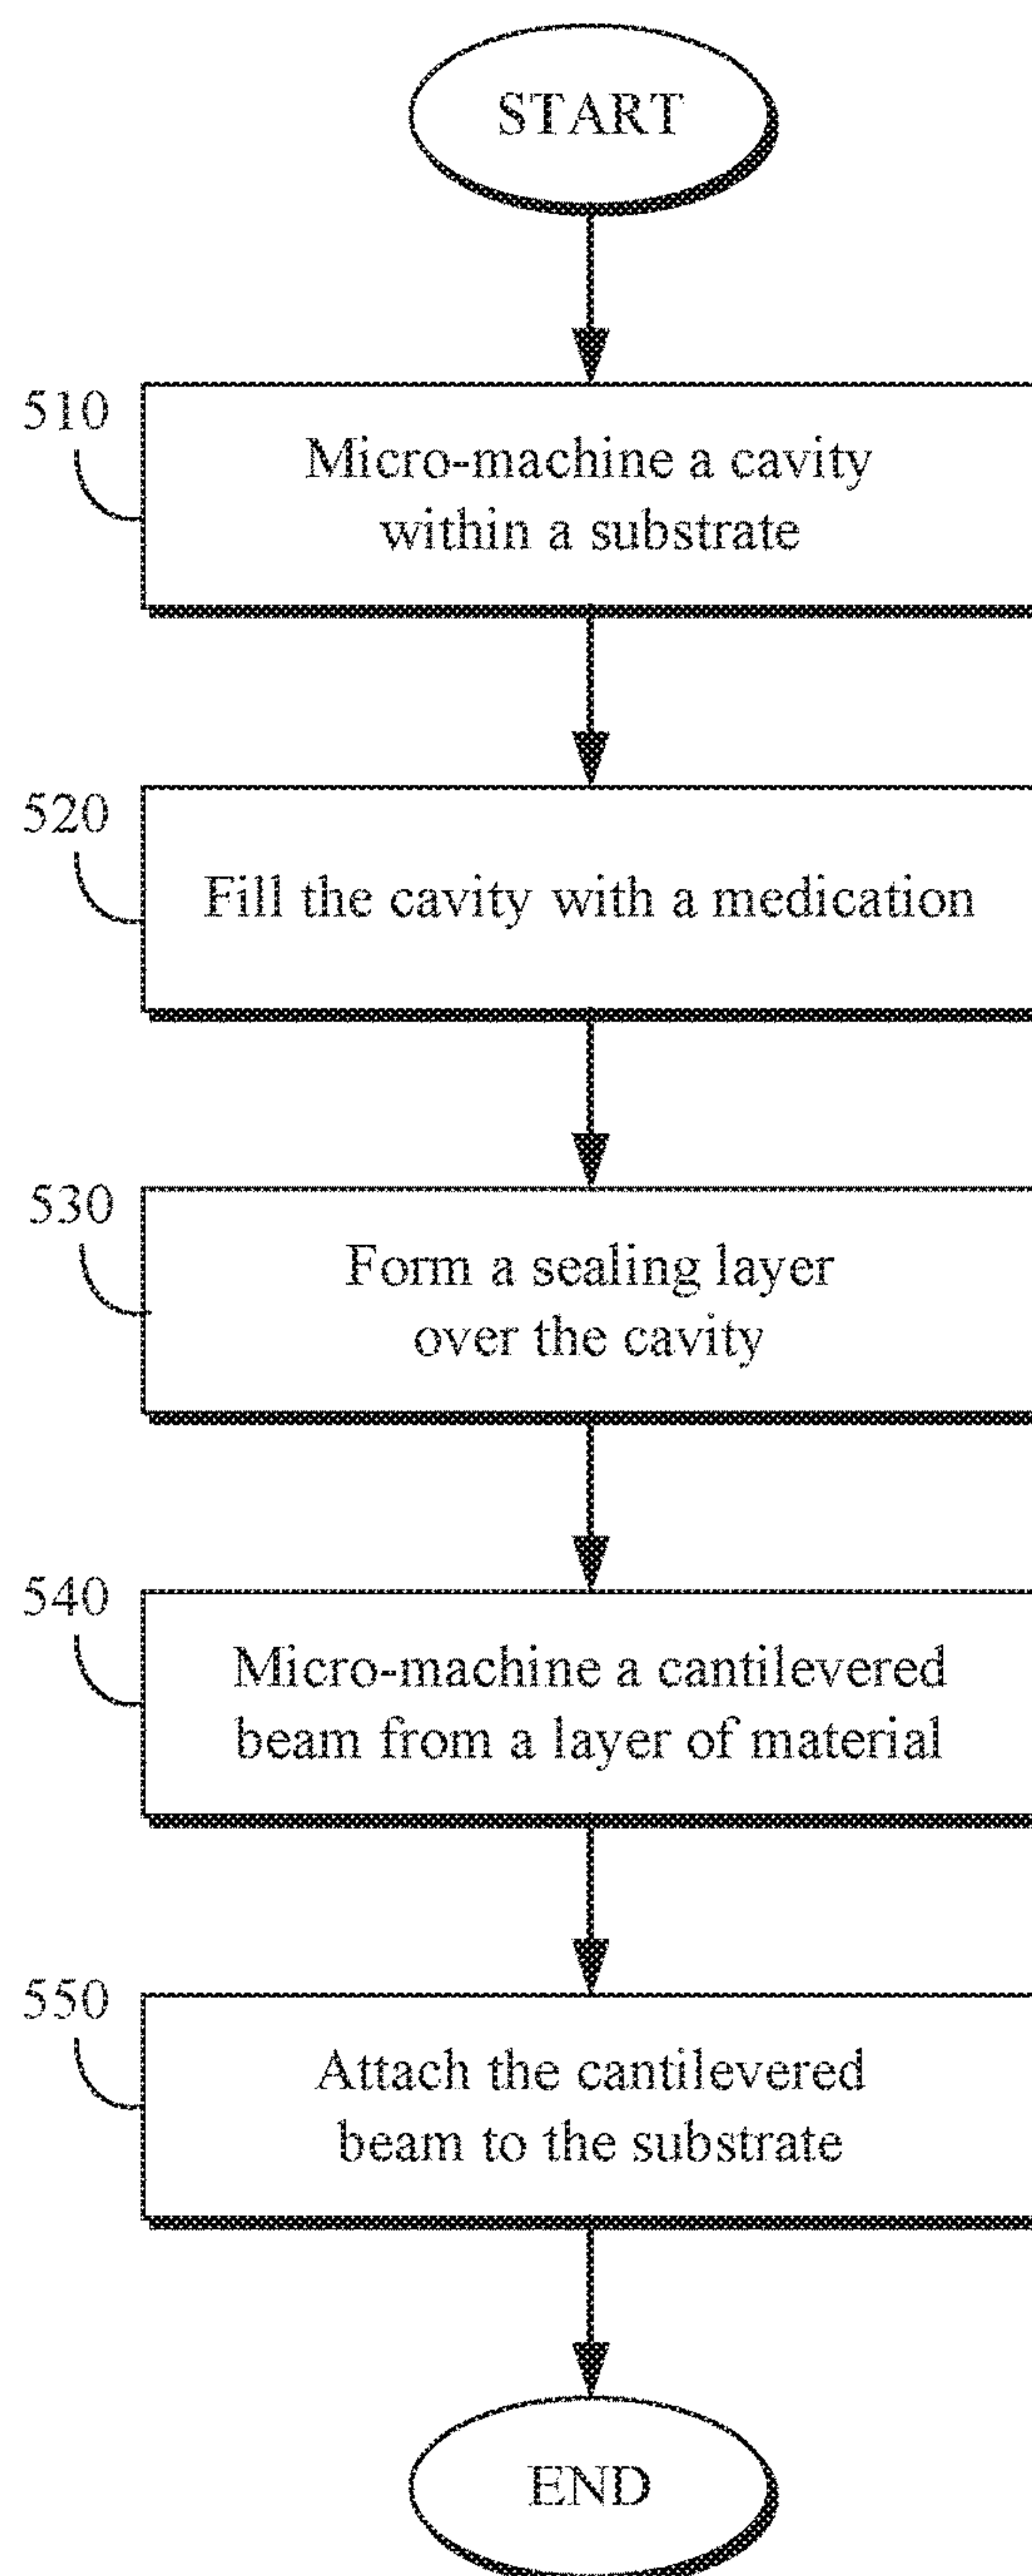 START
510
Micro-machine a cavity
within a substrate
520
Fill the cavity with a medication
530
Form a sealing layer
over the cavity
540
Micro-machine a cantilevered
beam from a layer of material
550
Attach the cantilevered
beam to the substrate
END